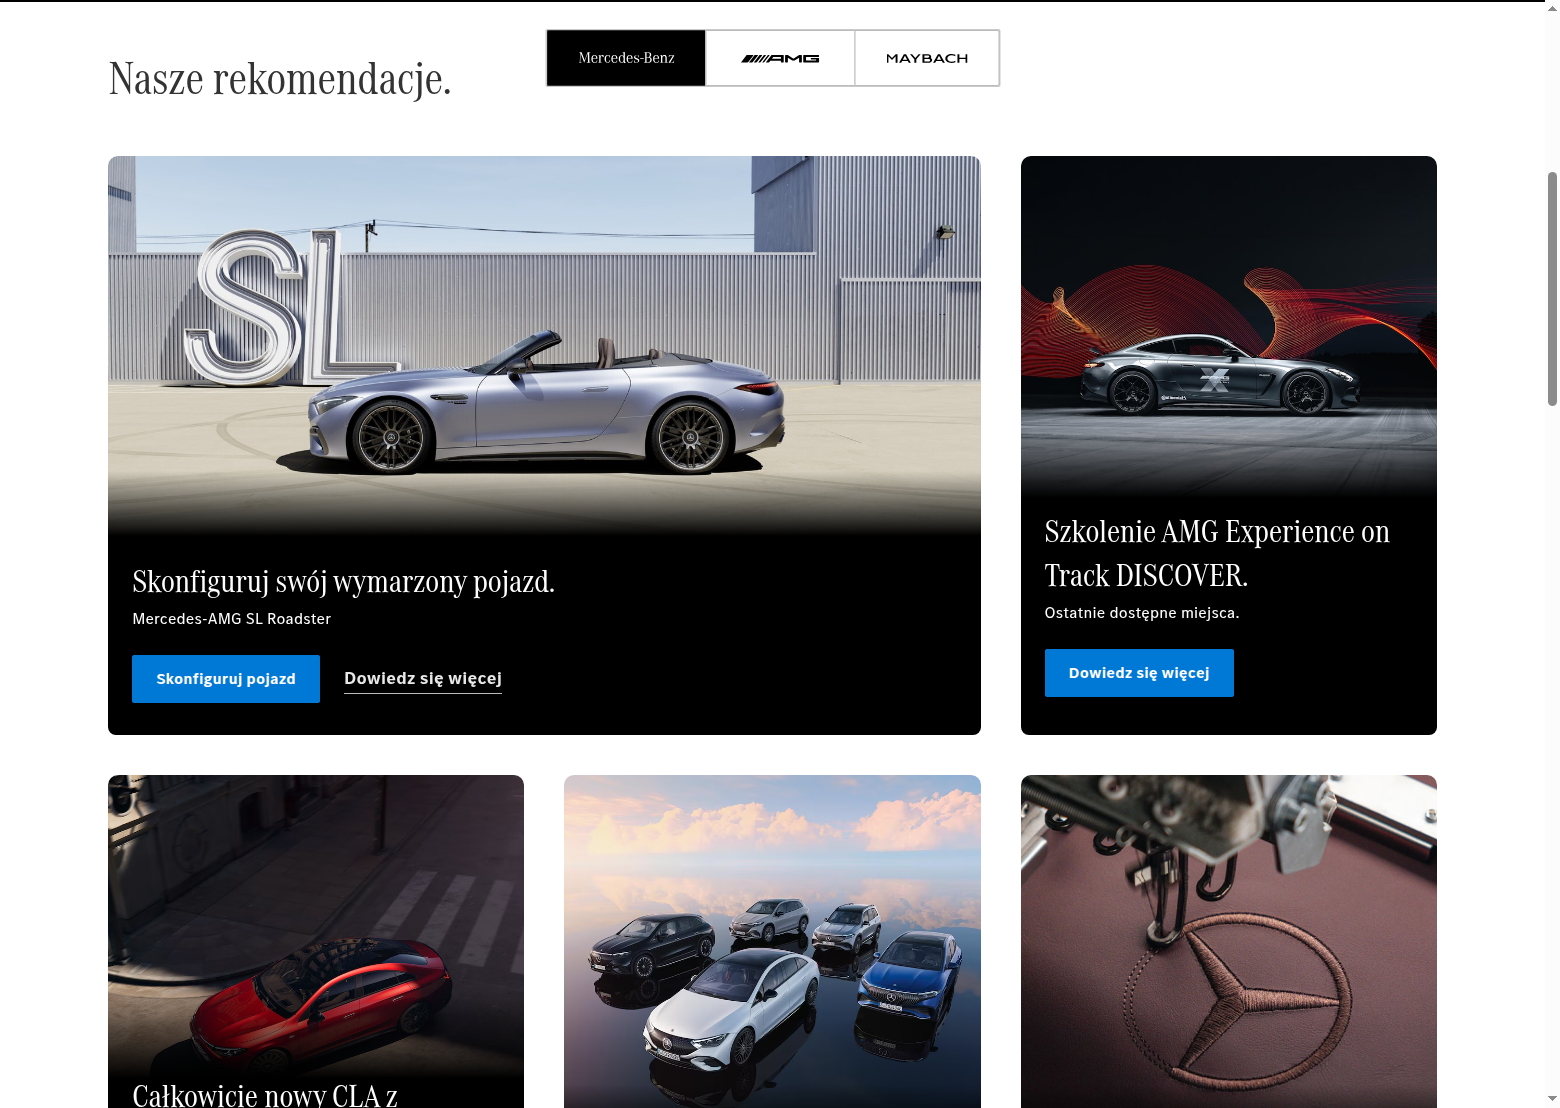 Nasze rekomendacje.
Mercedes-Benz
AMG
MAYBACH
SL
Skonfiguruj swój wymarzony pojazd.
Mercedes-AMG SL Roadster
Skonfiguruj pojazd
Dowiedz się więcej
Szkolenie AMG Experience on
Track DISCOVER.
Ostatnie dostępne miejsca.
Dowiedz się więcej
Całkowicie nowy CLA z